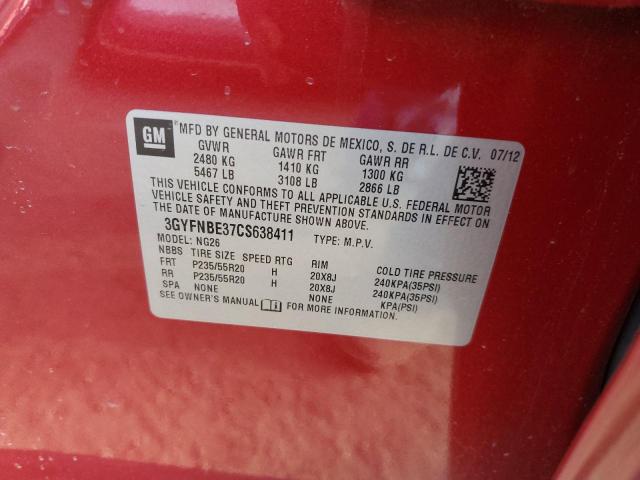 GM
MFD BY GENERAL MOTORS DE MEXICO, S. DE R.L. DE C.V. 07/12
GVWR GAWR FRT GAWR RR
2480 KG 1410 KG 1300 KG
5467 LB 3108 LB 2866 LB
THIS VEHICLE CONFORMS TO ALL APPLICABLE U.S. FEDERAL MOTOR
VEHICLE SAFETY AND THEFT PREVENTION STANDARDS IN EFFECT ON
THE DATE OF MANUFACTURE SHOWN ABOVE.
3GYFNBE37CS638411 TYPE: M.P.V.
MODEL: NG26
NBBS TIRE SIZE SPEED RTG RIM COLD TIRE PRESSURE
FRT P235/55R20 H 20X8J 240KPA(35PSI)
RR P235/55R20 H 20X8J 240KPA(35PSI)
SPA NONE NONE KPA(PSI)
SEE OWNER'S MANUAL FOR MORE INFORMATION.